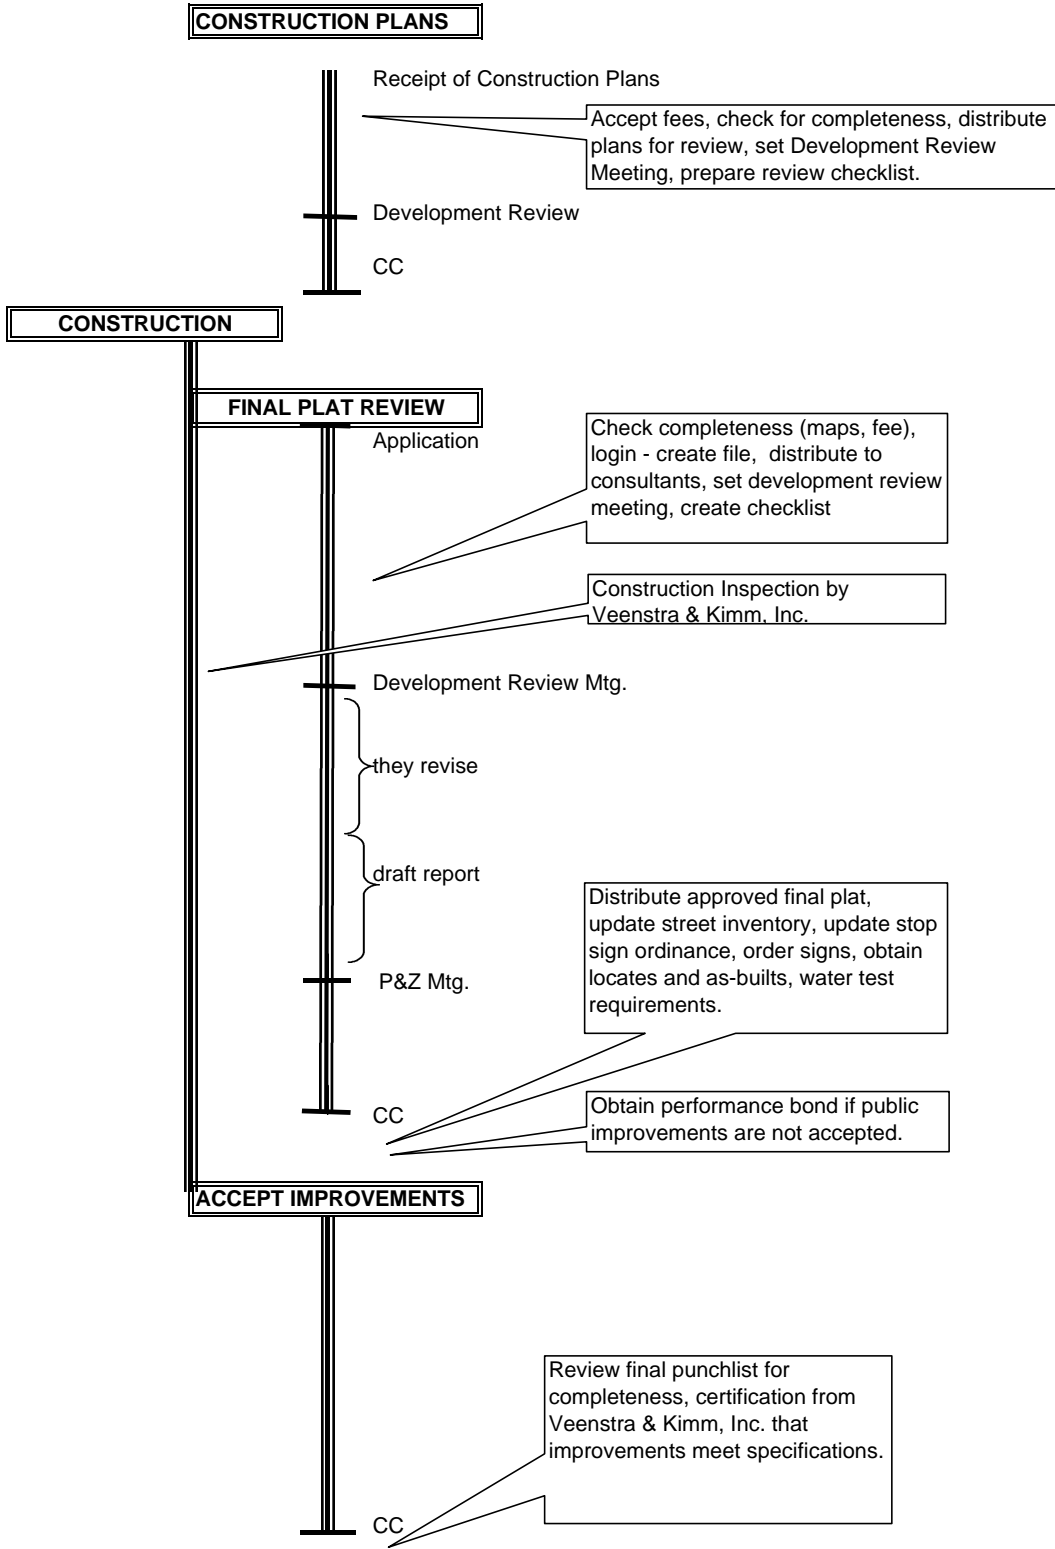 CONSTRUCTION PLANS
Receipt of Construction Plans
Accept fees, check for completeness, distribute
plans for review, set Development Review
Meeting, prepare review checklist.
Development Review
CC
CONSTRUCTION
FINAL PLAT REVIEW
Application
Check completeness (maps, fee),
login - create file, distribute to
consultants, set development review
meeting, create checklist
Construction Inspection by
Veenstra & Kimm, Inc.
Development Review Mtg.
they revise
draft report
Distribute approved final plat,
update street inventory, update stop
sign ordinance, order signs, obtain
locates and as-builts, water test
requirements.
P&Z Mtg.
CC
Obtain performance bond if public
improvements are not accepted.
ACCEPT IMPROVEMENTS
Review final punchlist for
completeness, certification from
Veenstra & Kimm, Inc. that
improvements meet specifications.
CC